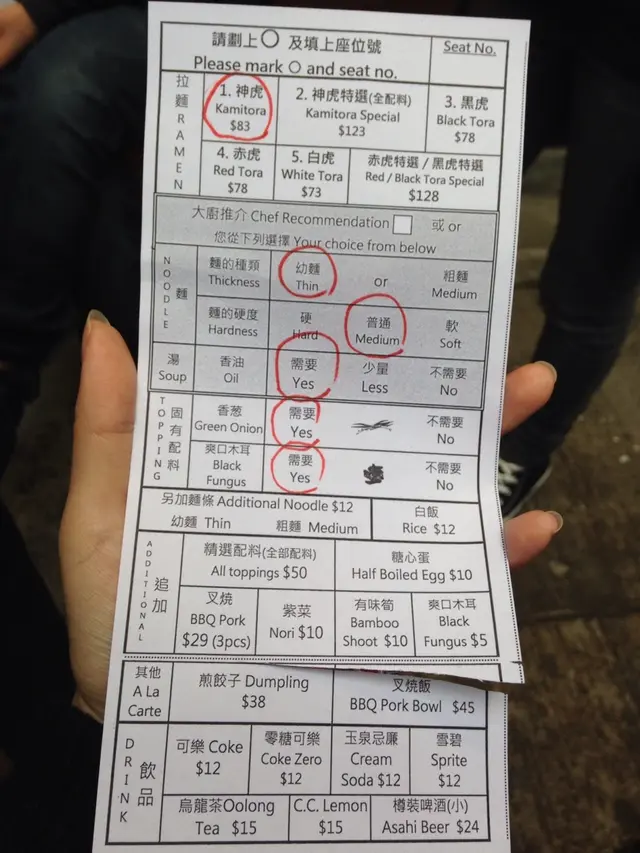 請劃上○ 及填上座位號
Please mark ○ and seat no.
Seat No.
拉麵 RAMEN
1. 神虎
Kamitora
$83
2. 神虎特選(全配料)
Kamitora Special
$123
3. 黑虎
Black Tora
$78
4. 赤虎
Red Tora
$78
5. 白虎
White Tora
$73
赤虎特選 / 黑虎特選
Red / Black Tora Special
$128
大廚推介 Chef Recommendation 或 or
您從下列選擇 Your choice from below
NOODLE 麵
麵的種類
Thickness
幼麵
Thin
or
粗麵
Medium
麵的硬度
Hardness
硬
Hard
普通
Medium
軟
Soft
湯
Soup
香油
Oil
需要
Yes
少量
Less
不需要
No
TOPPING 固有配料
香葱
Green Onion
需要
Yes
不需要
No
爽口木耳
Black
Fungus
需要
Yes
不需要
No
另加麵條 Additional Noodle $12
幼麵 Thin 粗麵 Medium
白飯
Rice $12
ADDITIONAL 追加
精選配料(全部配料)
All toppings $50
糖心蛋
Half Boiled Egg $10
叉燒
BBQ Pork
$29 (3pcs)
紫菜
Nori $10
有味筍
Bamboo
Shoot $10
爽口木耳
Black
Fungus $5
其他
A La
Carte
煎餃子 Dumpling
$38
叉燒飯
BBQ Pork Bowl $45
DRINK 飲品
可樂 Coke
$12
零糖可樂
Coke Zero
$12
玉泉忌廉
Cream
Soda $12
雪碧
Sprite
$12
烏龍茶Oolong
Tea $15
C.C. Lemon
$15
樽裝啤酒(小)
Asahi Beer $24